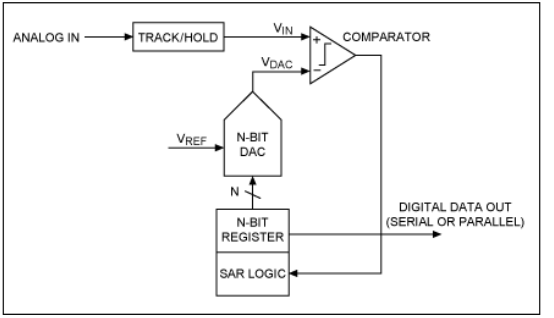 ANALOG IN
TRACK/HOLD
VIN
+
COMPARATOR
VDAC
−
VREF
N-BIT
DAC
N
N-BIT
REGISTER
DIGITAL DATA OUT
(SERIAL OR PARALLEL)
SAR LOGIC